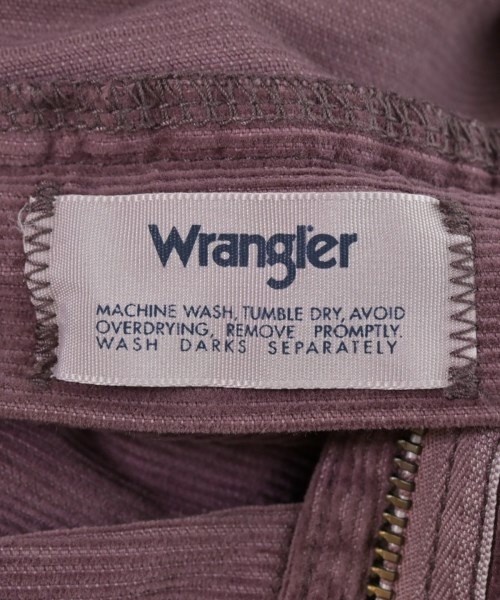 Wrangler
MACHINE WASH, TUMBLE DRY, AVOID
OVERDRYING, REMOVE PROMPTLY.
WASH DARKS SEPARATELY